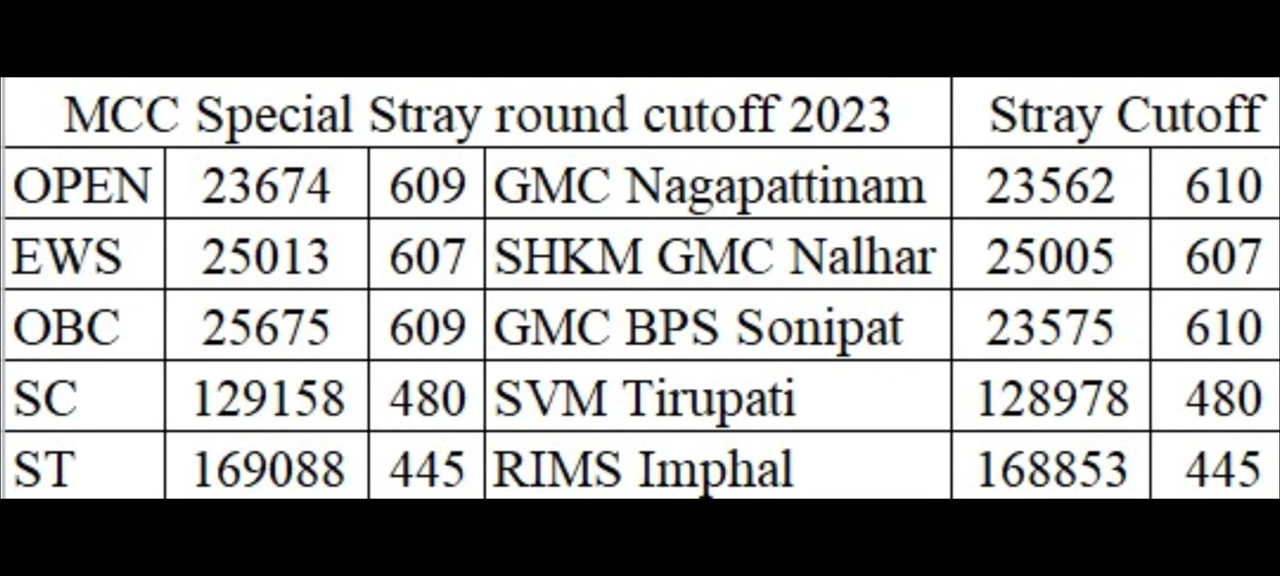 MCC Special Stray round cutoff 2023 Stray Cutoff
OPEN 23674 609 GMC Nagapattinam 23562 610
EWS 25013 607 SHKM GMC Nalhar 25005 607
OBC 25675 609 GMC BPS Sonipat 23575 610
SC 129158 480 SVM Tirupati 128978 480
ST 169088 445 RIMS Imphal 168853 445